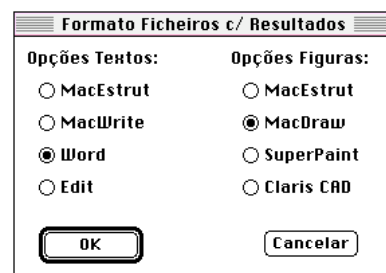 Formato Ficheiros c/ Resultados
Opções Textos: Opções Figuras:
MacEstrut MacEstrut
MacWrite MacDraw
Word SuperPaint
Edit Claris CAD
OK Cancelar